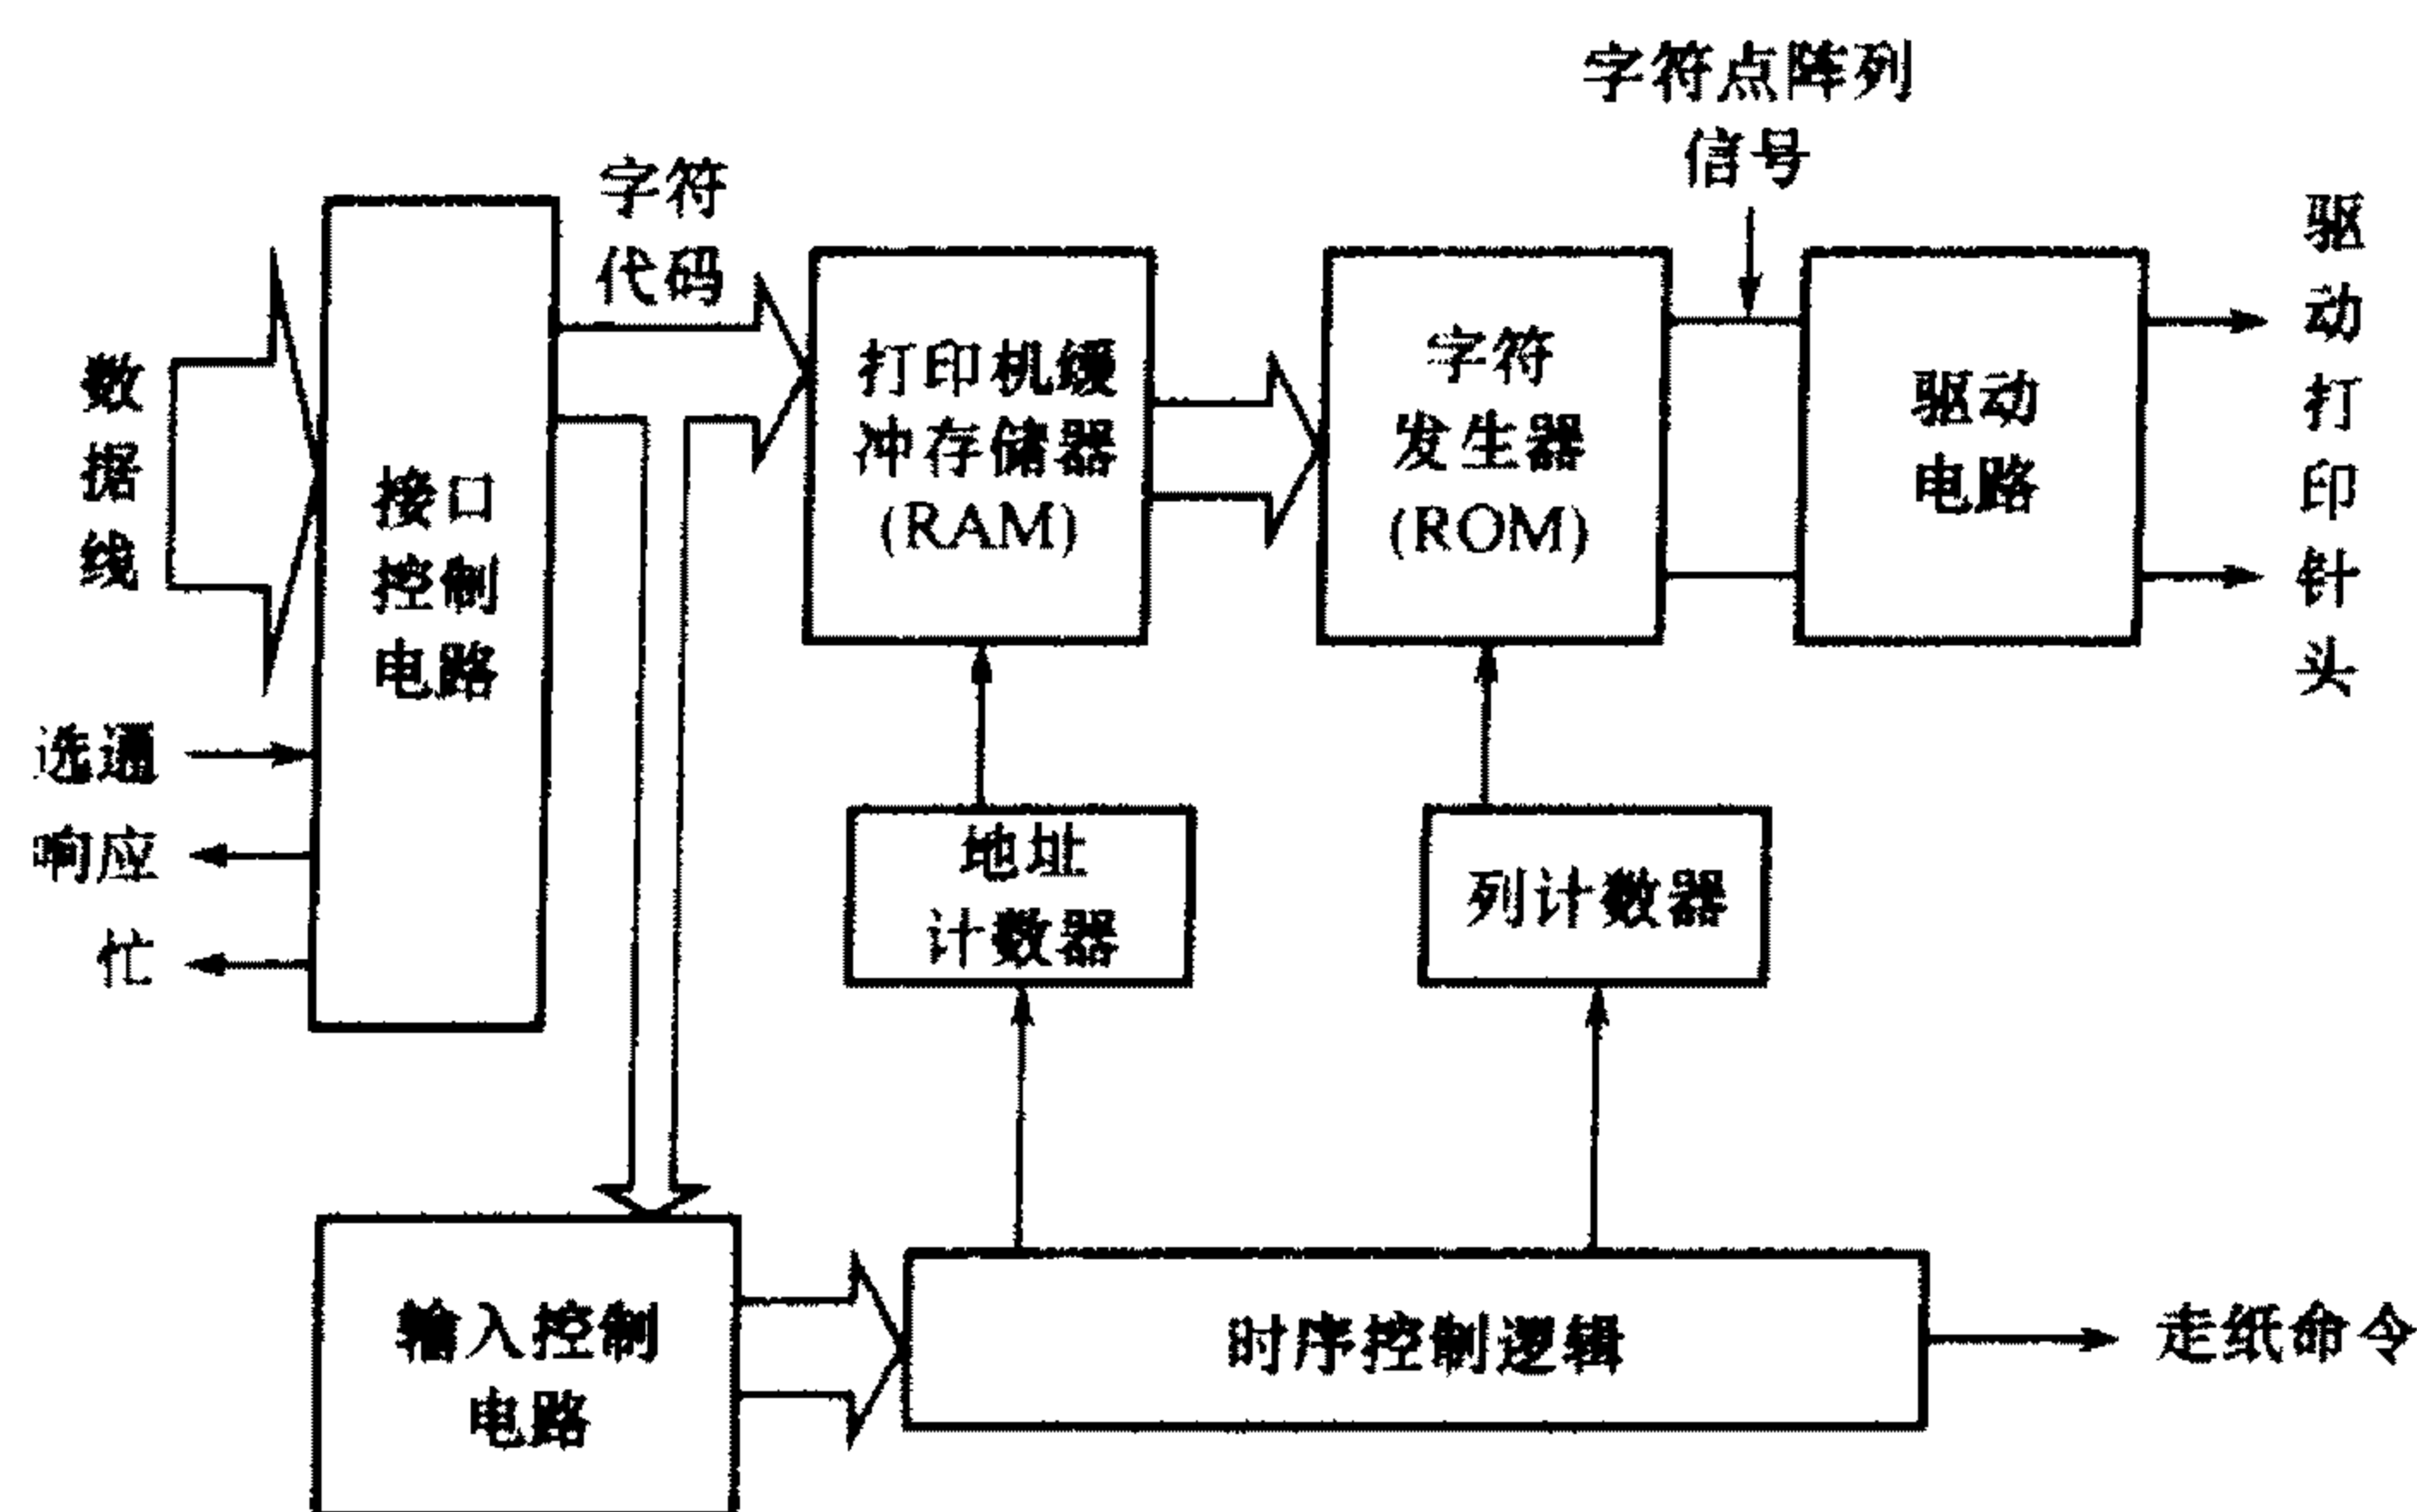 字符点阵列
信号
字符
代码
数据线
接口
控制
电路
打印机缓
冲存储器
(RAM)
字符
发生器
(ROM)
驱动
电路
驱动打印针头
选通
响应
忙
地址
计数器
列计数器
输入控制
电路
时序控制逻辑
走纸命令